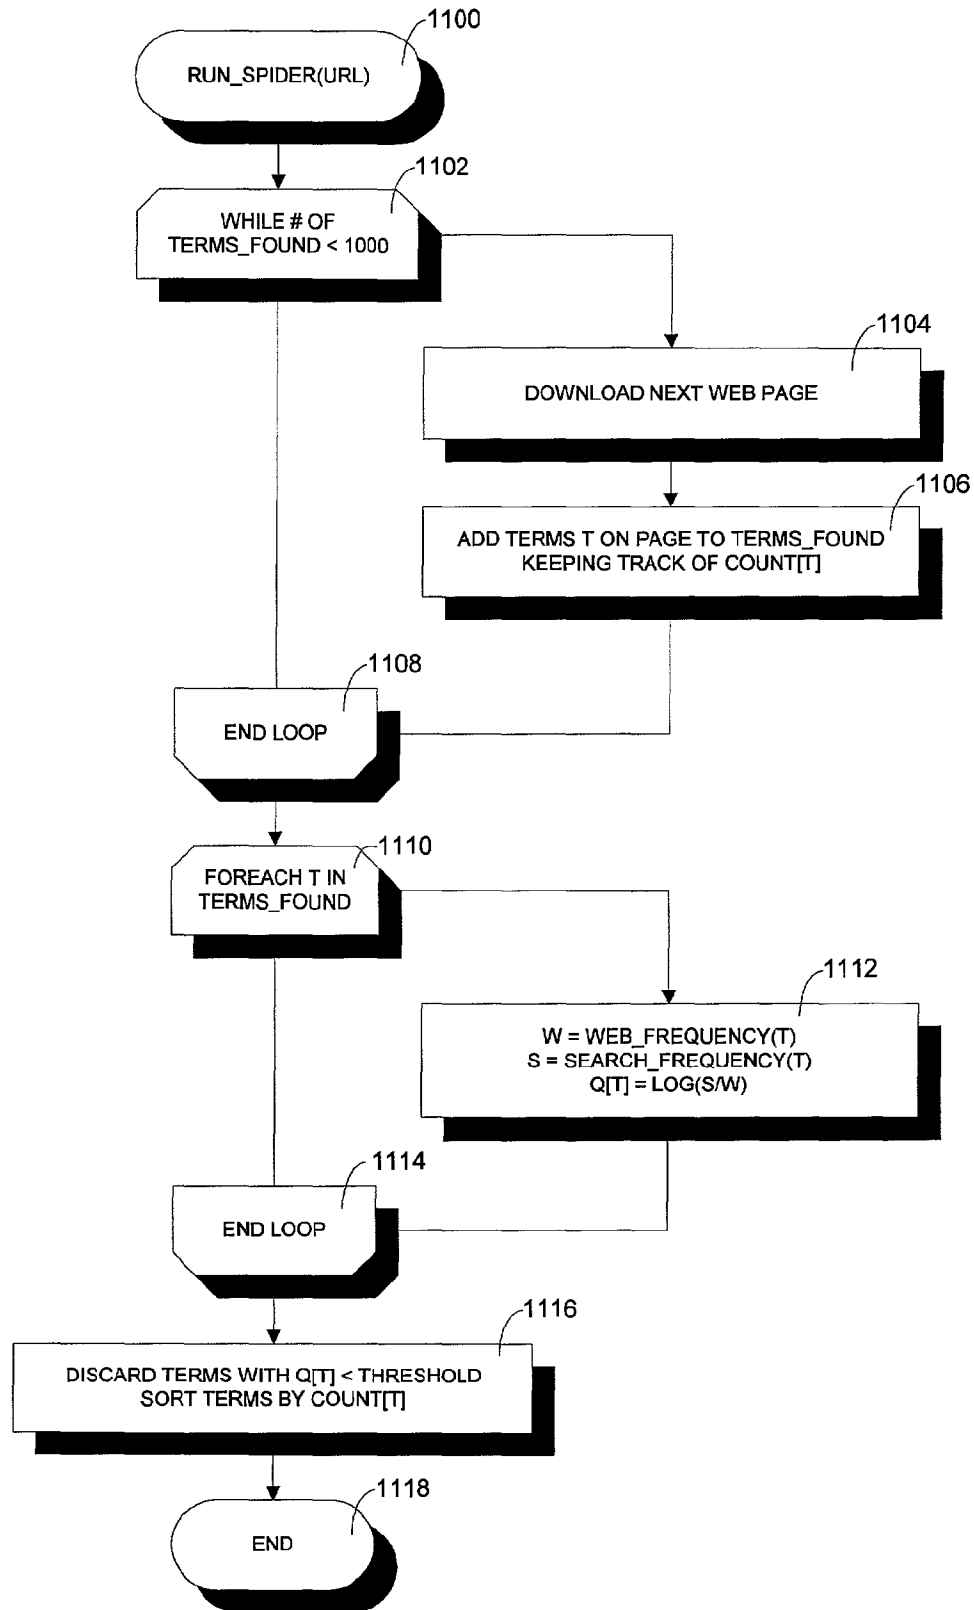 1100
RUN_SPIDER(URL)
1102
WHILE # OF
TERMS_FOUND < 1000
1104
DOWNLOAD NEXT WEB PAGE
1106
ADD TERMS T ON PAGE TO TERMS_FOUND
KEEPING TRACK OF COUNT[T]
1108
END LOOP
1110
FOREACH T IN
TERMS_FOUND
1112
W = WEB_FREQUENCY(T)
S = SEARCH_FREQUENCY(T)
Q[T] = LOG(S/W)
1114
END LOOP
1116
DISCARD TERMS WITH Q[T] < THRESHOLD
SORT TERMS BY COUNT[T]
1118
END